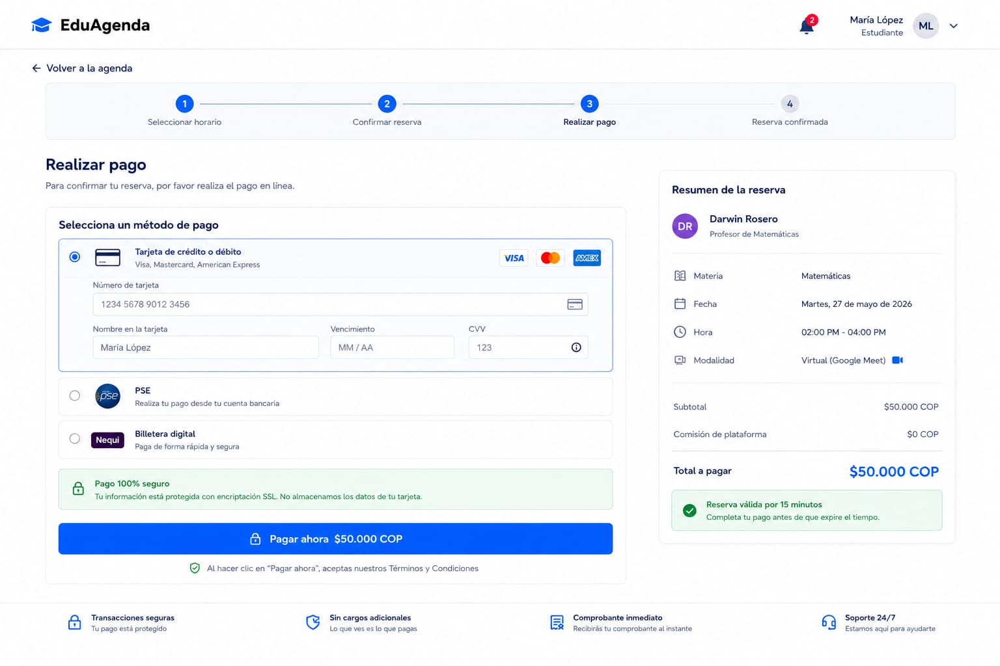 EduAgenda
2
María López
Estudiante
ML
Volver a la agenda
1
Seleccionar horario
2
Confirmar reserva
3
Realizar pago
4
Reserva confirmada
Realizar pago
Para confirmar tu reserva, por favor realiza el pago en línea.
Selecciona un método de pago
Tarjeta de crédito o débito
Visa, Mastercard, American Express
VISA
AMEX
Número de tarjeta
1234 5678 9012 3456
Nombre en la tarjeta
María López
Vencimiento
MM / AA
CVV
123
pse
PSE
Realiza tu pago desde tu cuenta bancaria
Nequi
Billetera digital
Paga de forma rápida y segura
Pago 100% seguro
Tu información está protegida con encriptación SSL. No almacenamos los datos de tu tarjeta.
Pagar ahora $50.000 COP
Al hacer clic en “Pagar ahora”, aceptas nuestros Términos y Condiciones
Resumen de la reserva
DR
Darwin Rosero
Profesor de Matemáticas
Materia
Matemáticas
Fecha
Martes, 27 de mayo de 2026
Hora
02:00 PM - 04:00 PM
Modalidad
Virtual (Google Meet)
Subtotal
$50.000 COP
Comisión de plataforma
$0 COP
Total a pagar
$50.000 COP
Reserva válida por 15 minutos
Completa tu pago antes de que expire el tiempo.
Transacciones seguras
Tu pago está protegido
Sin cargos adicionales
Lo que ves es lo que pagas
Comprobante inmediato
Recibirás tu comprobante al instante
Soporte 24/7
Estamos aquí para ayudarte